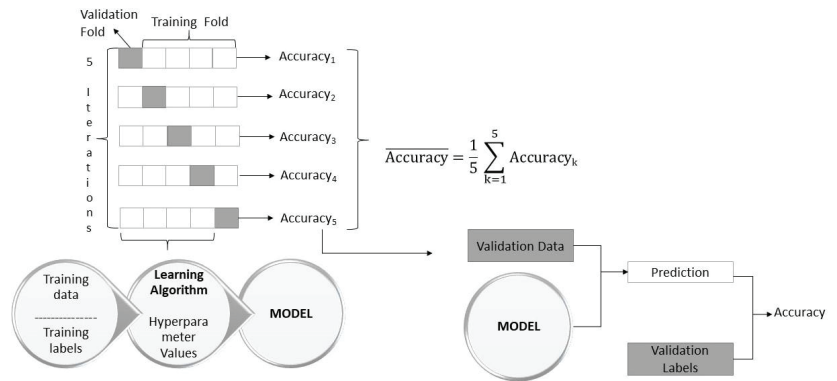 Validation
Fold
Training Fold
5 Iterations
Accuracy₁
Accuracy₂
Accuracy₃
Accuracy₄
Accuracy₅
Accuracy = 1/5 5 ∑ k=1 Accuracyₖ
Training
data
---------------
Training
labels
Learning
Algorithm
Hyperpara
meter
Values
MODEL
Validation Data
MODEL
Prediction
Validation
Labels
Accuracy